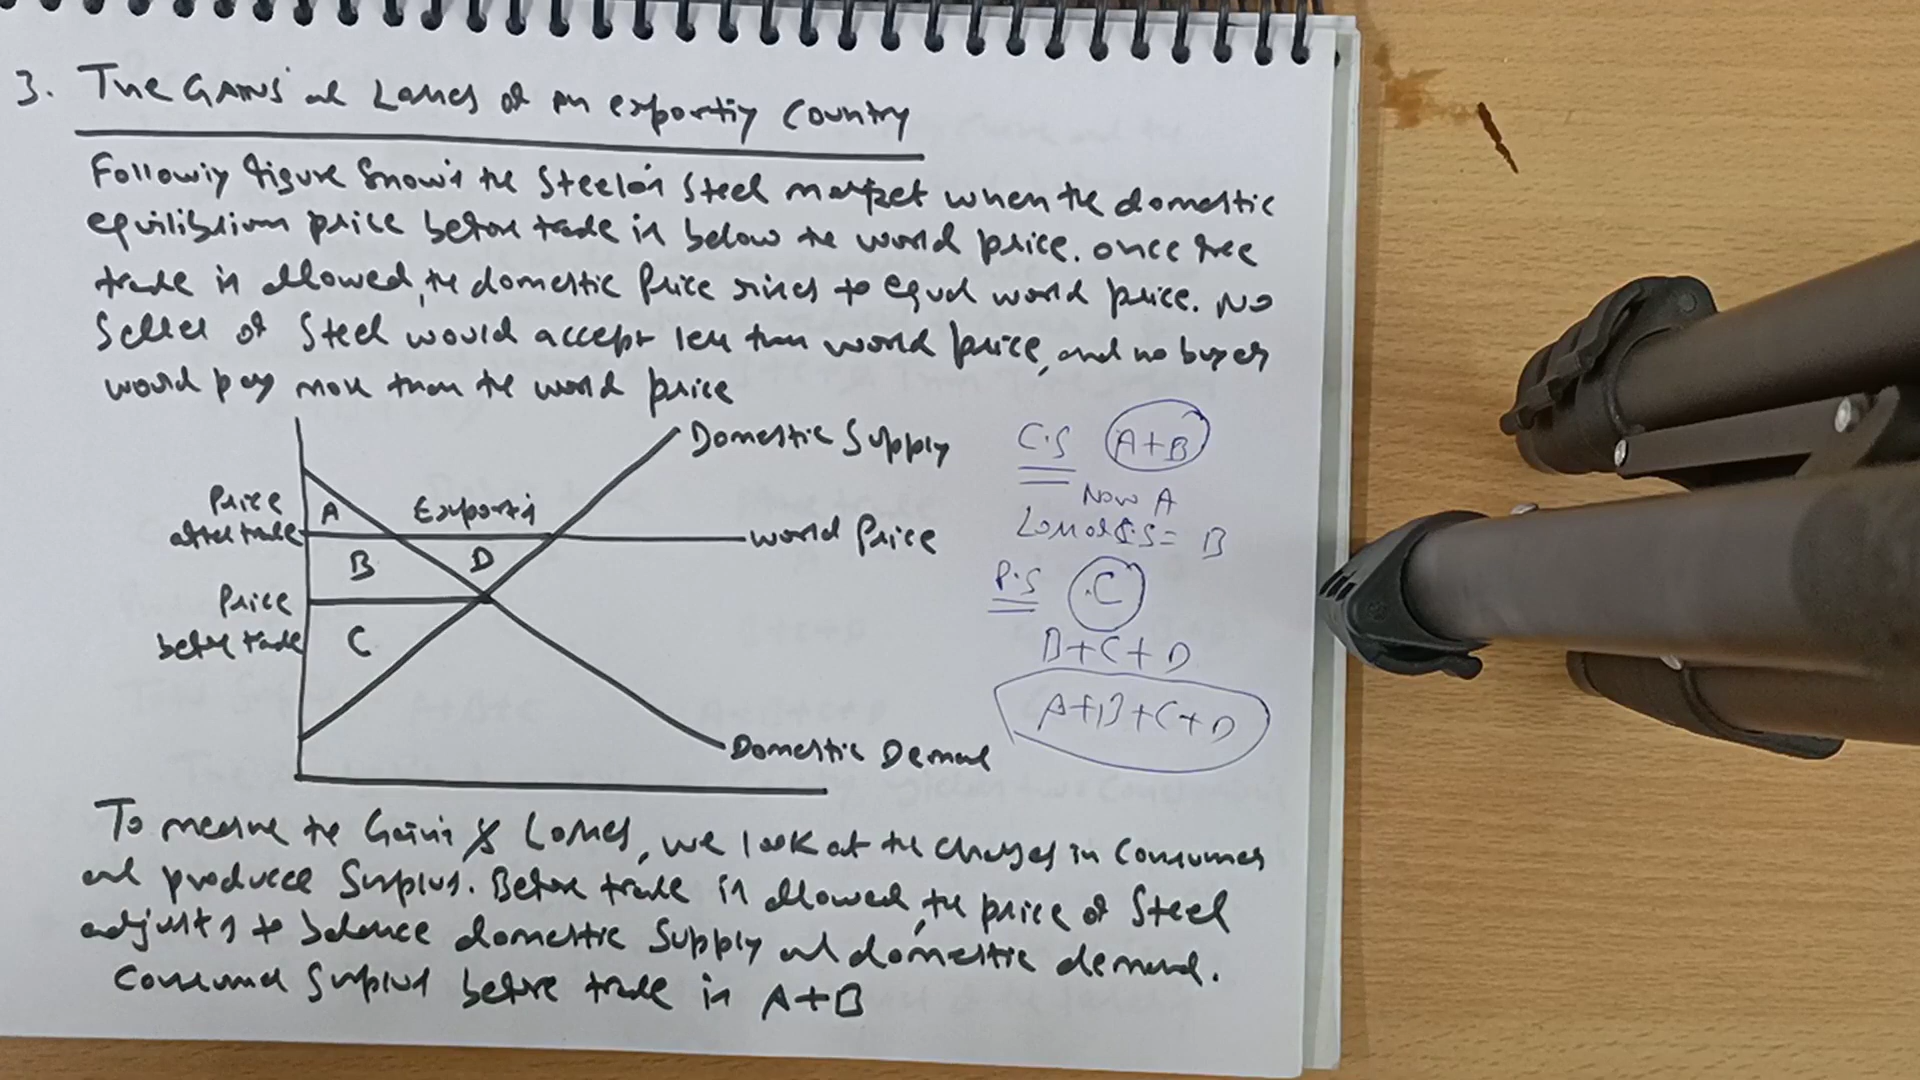 3. The GAINS and Losses of an exporting Country
Following figure shows the Steelon Steel market when the domestic
equilibrium price before trade is below the world price. once free
trade is allowed, the domestic Price rises to equal world price. No
Seller of Steel would accept less than world price, and no buyer
would pay more than the world price
Domestic Supply
Price after trade
A
Exports
World Price
B
D
Price before trade
C
Domestic Demand
C.S A+B
Now A
Loss of C.S = B
P.S C
B+C+D
A+B+C+D
To measure the Gains & Losses, we look at the changes in Consumer
and producer Surplus. Before trade is allowed, the price of Steel
adjusts to balance domestic Supply and domestic demand.
Consumer Surplus before trade is A+B